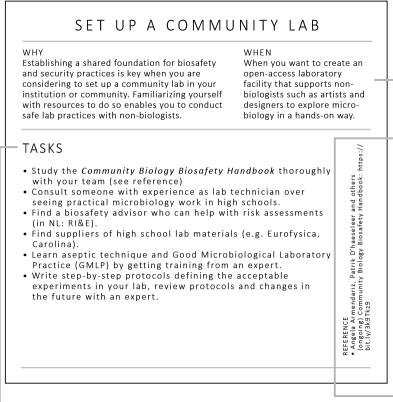 SET UP A COMMUNITY LAB
WHY
Establishing a shared foundation for biosafety
and security practices is key when you are
considering to set up a community lab in your
institution or community. Familiarizing yourself
with resources to do so enables you to conduct
safe lab practices with non-biologists.
WHEN
When you want to create an
open-access laboratory
facility that supports non-
biologists such as artists and
designers to explore micro-
biology in a hands-on way.
TASKS
• Study the Community Biology Biosafety Handbook thoroughly
with your team (see reference)
• Consult someone with experience as lab technician over
seeing practical microbiology work in high schools.
• Find a biosafety advisor who can help with risk assessments
(in NL: RI&E).
• Find suppliers of high school lab materials (e.g. Eurofysica,
Carolina).
• Learn aseptic technique and Good Microbiological Laboratory
Practice (GMLP) by getting training from an expert.
• Write step-by-step protocols defining the acceptable
experiments in your lab, review protocols and changes in
the future with an expert.
REFERENCE
• Angela Armendariz, Patrik D'haeseleer and others
(ongoing) Community Biology Biosafety Handbook: https://
bit.ly/3k9Tkz9